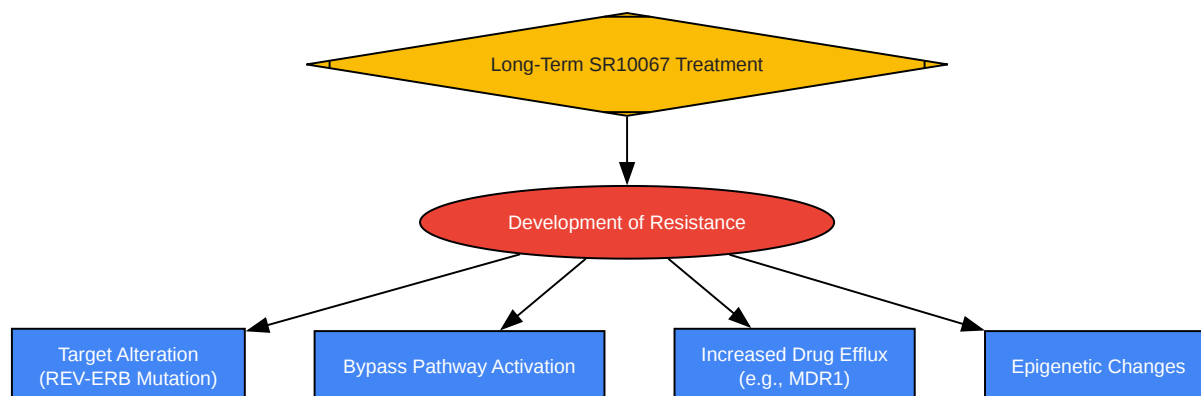 Long-Term SR10067 Treatment
Development of Resistance
Target Alteration
(REV-ERB Mutation)
Bypass Pathway Activation
Increased Drug Efflux
(e.g., MDR1)
Epigenetic Changes